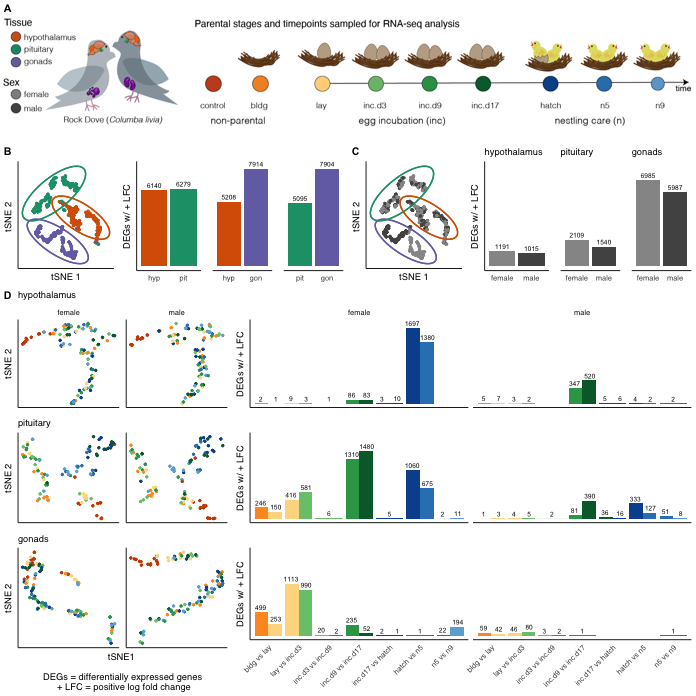 A
Tissue
hypothalamus
pituitary
gonads
Sex
female
male
Rock Dove (Columba livia)
Parental stages and timepoints sampled for RNA-seq analysis
control bldg lay inc.d3 inc.d9 inc.d17 hatch n5 n9
time
non-parental egg incubation (inc) nestling care (n)
B
tSNE 2
tSNE 1
DEGs w/ + LFC
6140 6279 5208 7914 5095 7904
hyp pit hyp gon pit gon
C
tSNE 2
tSNE 1
DEGs w/ + LFC
hypothalamus pituitary gonads
1191 1015 2109 1540 6985 5987
female male female male female male
D
hypothalamus
female male female male
tSNE 2
DEGs w/ + LFC
2 1 9 3 1 86 83 3 10 1697 1380
5 7 3 2 347 520 5 6 4 2 2
pituitary
tSNE 2
DEGs w/ + LFC
246 150 416 581 6 1310 1480 5 1060 675 2 11
1 3 4 5 2 81 390 36 16 333 127 51 8
gonads
tSNE 2
tSNE1
DEGs w/ + LFC
499 253 1113 990 20 2 235 52 2 1 1 22 194
59 42 46 80 3 2 1 1
bldg vs lay
lay vs inc.d3
inc.d3 vs inc.d9
inc.d9 vs inc.d17
inc.d17 vs hatch
hatch vs n5
n5 vs n9
bldg vs lay
lay vs inc.d3
inc.d3 vs inc.d9
inc.d9 vs inc.d17
inc.d17 vs hatch
hatch vs n5
n5 vs n9
DEGs = differentially expressed genes
+ LFC = positive log fold change